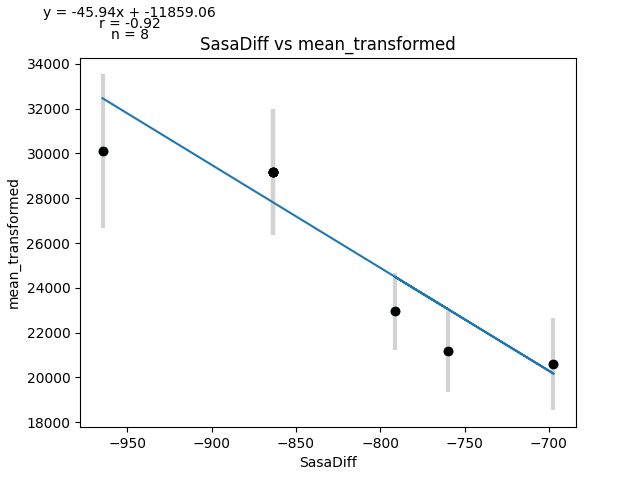 y = -45.94x + -11859.06
r = -0.92
n = 8
SasaDiff vs mean_transformed
34000
32000
30000
28000
26000
24000
22000
20000
18000
mean_transformed
−950
−900
−850
−800
−750
−700
SasaDiff